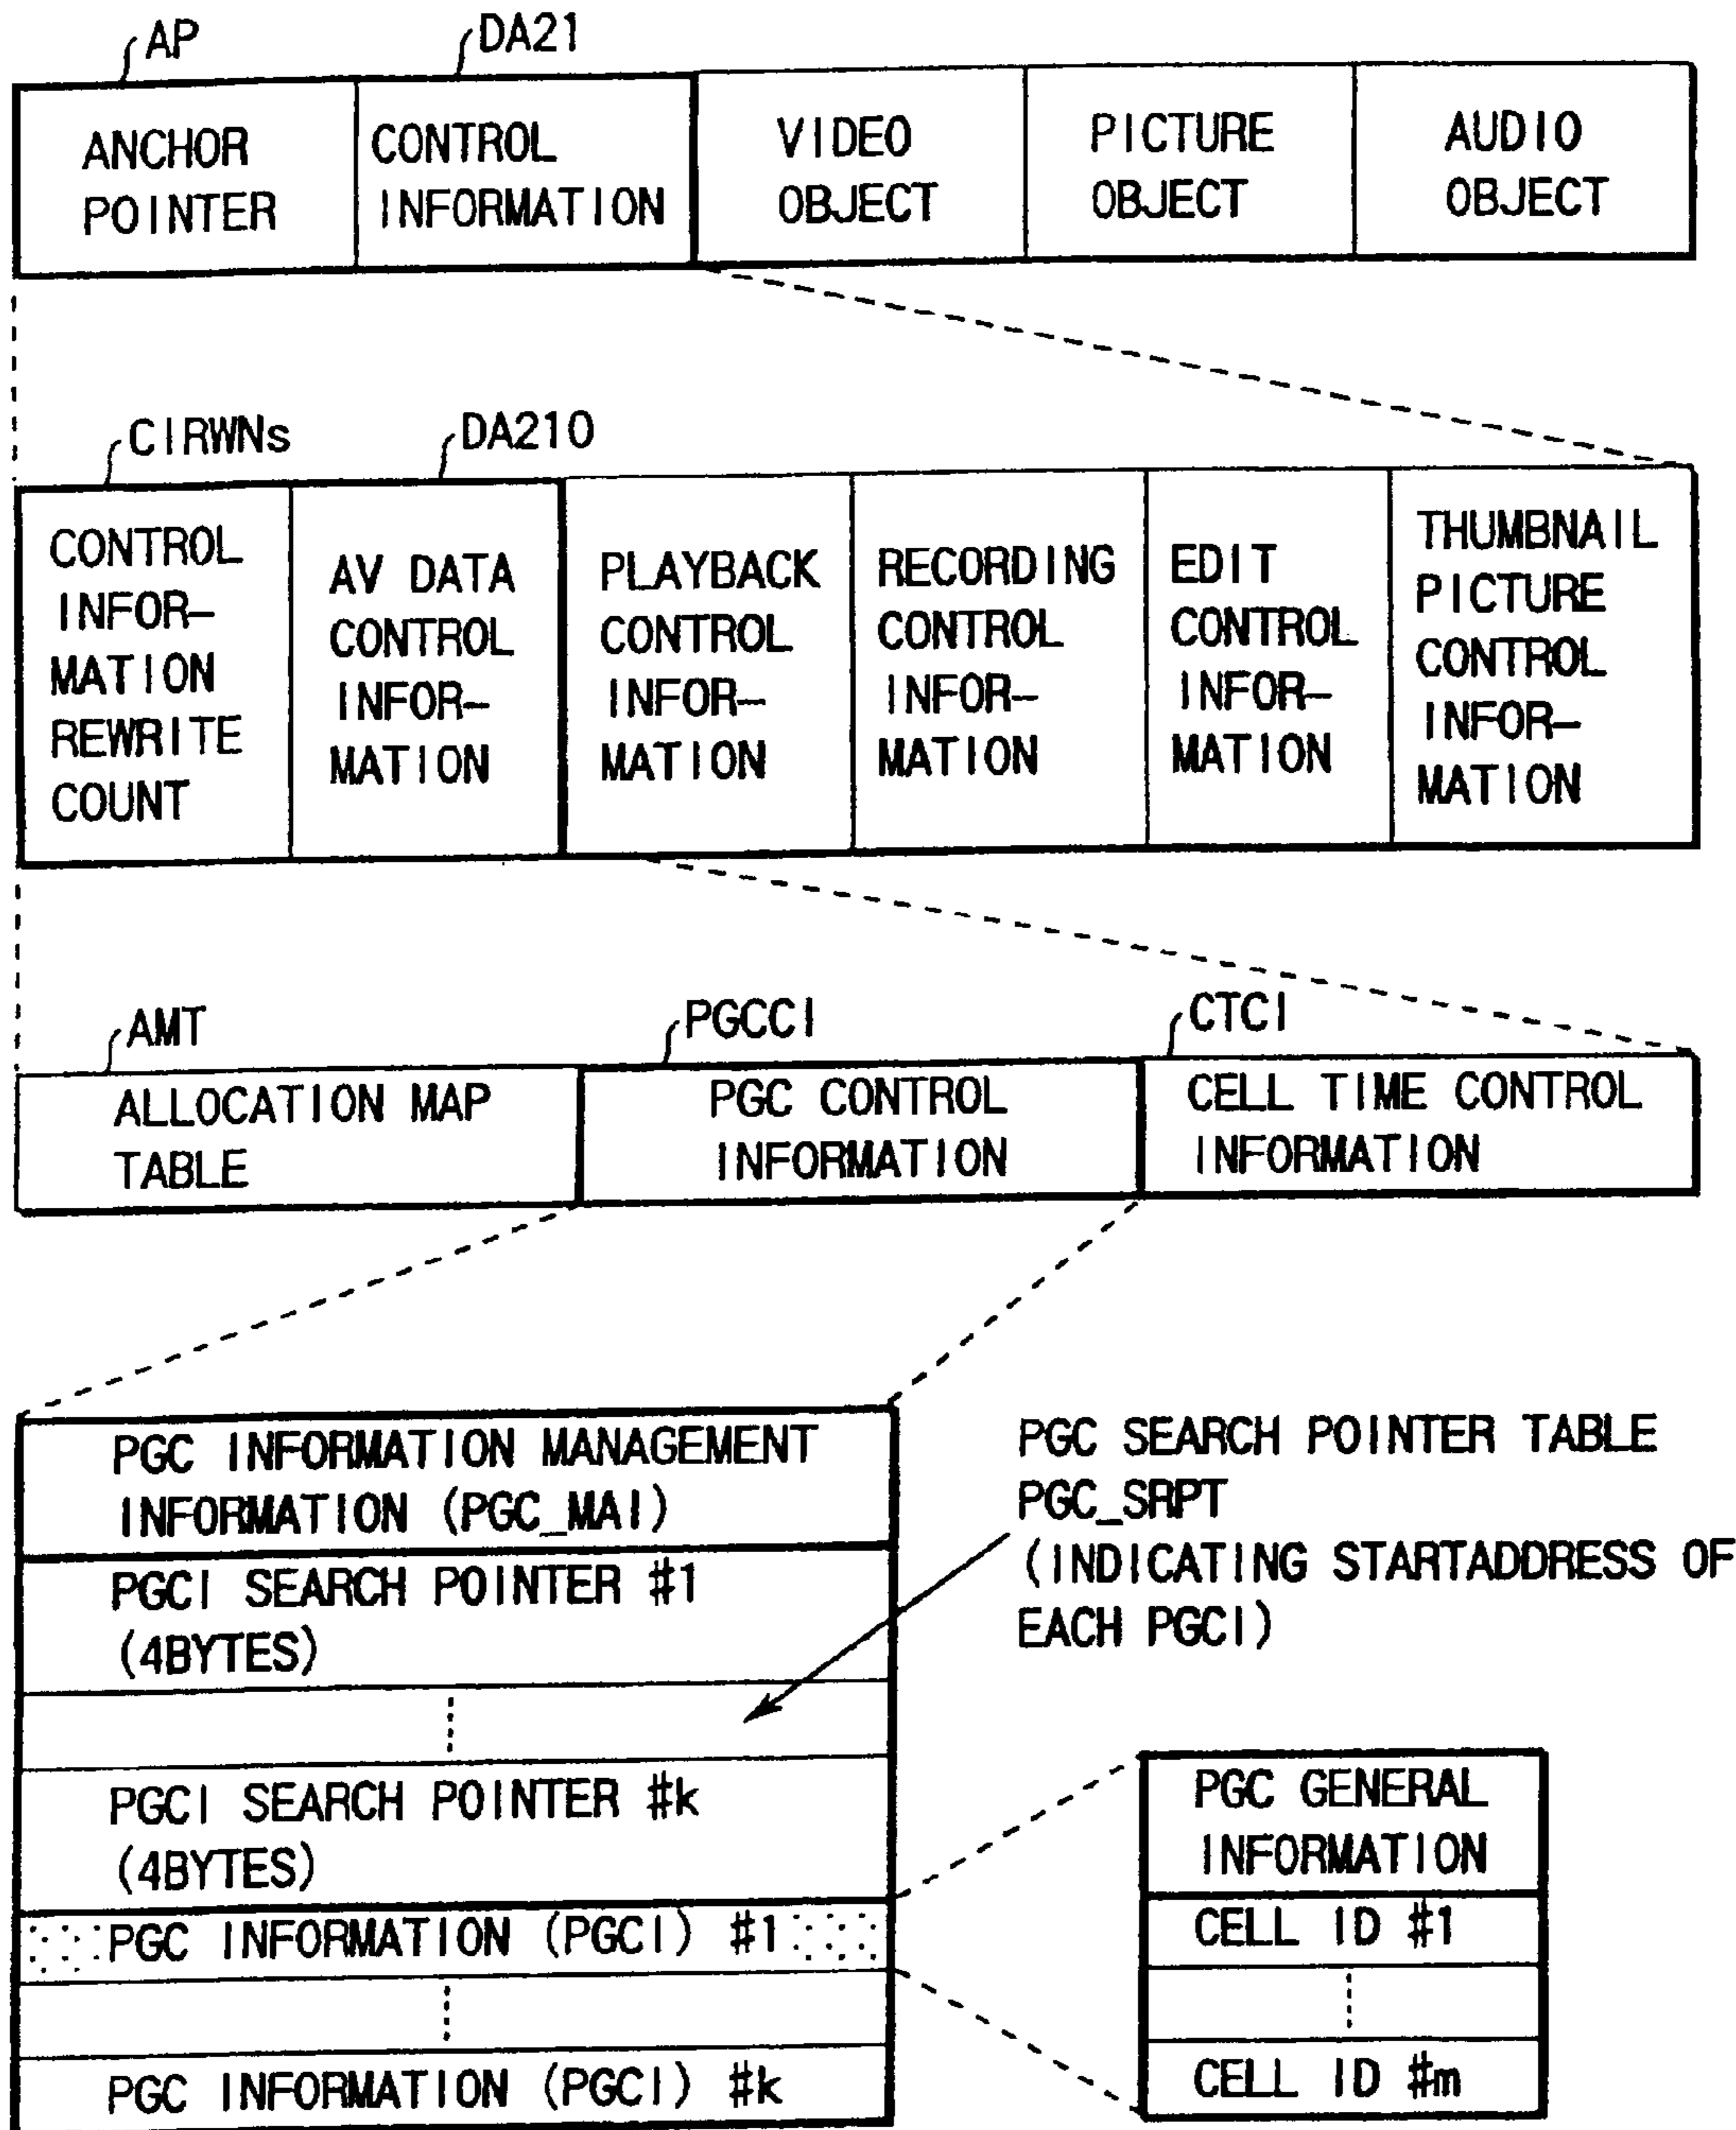 AP
DA21
ANCHOR
POINTER
CONTROL
INFORMATION
VIDEO
OBJECT
PICTURE
OBJECT
AUDIO
OBJECT
CIRWNs
DA210
CONTROL
INFOR-
MATION
REWRITE
COUNT
AV DATA
CONTROL
INFOR-
MATION
PLAYBACK
CONTROL
INFOR-
MATION
RECORDING
CONTROL
INFOR-
MATION
EDIT
CONTROL
INFOR-
MATION
THUMBNAIL
PICTURE
CONTROL
INFOR-
MATION
AMT
PGCCI
CTCI
ALLOCATION MAP
TABLE
PGC CONTROL
INFORMATION
CELL TIME CONTROL
INFORMATION
PGC INFORMATION MANAGEMENT
INFORMATION (PGC_MAI)
PGCI SEARCH POINTER #1
(4BYTES)
PGCI SEARCH POINTER #k
(4BYTES)
PGC INFORMATION (PGCI) #1
PGC INFORMATION (PGCI) #k
PGC SEARCH POINTER TABLE
PGC_SRPT
(INDICATING STARTADDRESS OF
EACH PGCI)
PGC GENERAL
INFORMATION
CELL ID #1
CELL ID #m